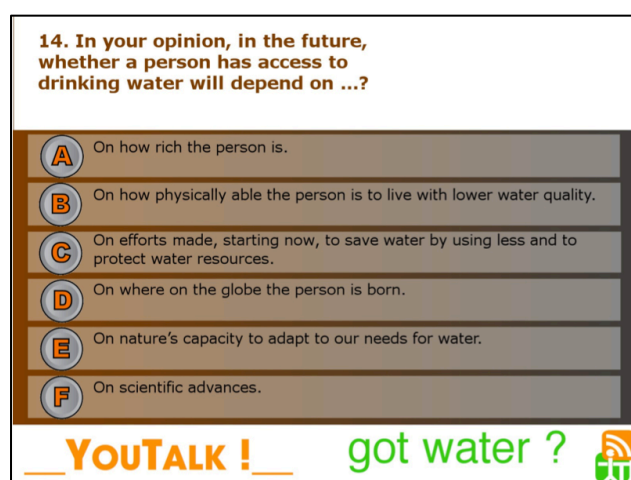 14. In your opinion, in the future,
whether a person has access to
drinking water will depend on ...?
A On how rich the person is.
B On how physically able the person is to live with lower water quality.
C On efforts made, starting now, to save water by using less and to
protect water resources.
D On where on the globe the person is born.
E On nature's capacity to adapt to our needs for water.
F On scientific advances.
__YOUTALK !__ got water ?